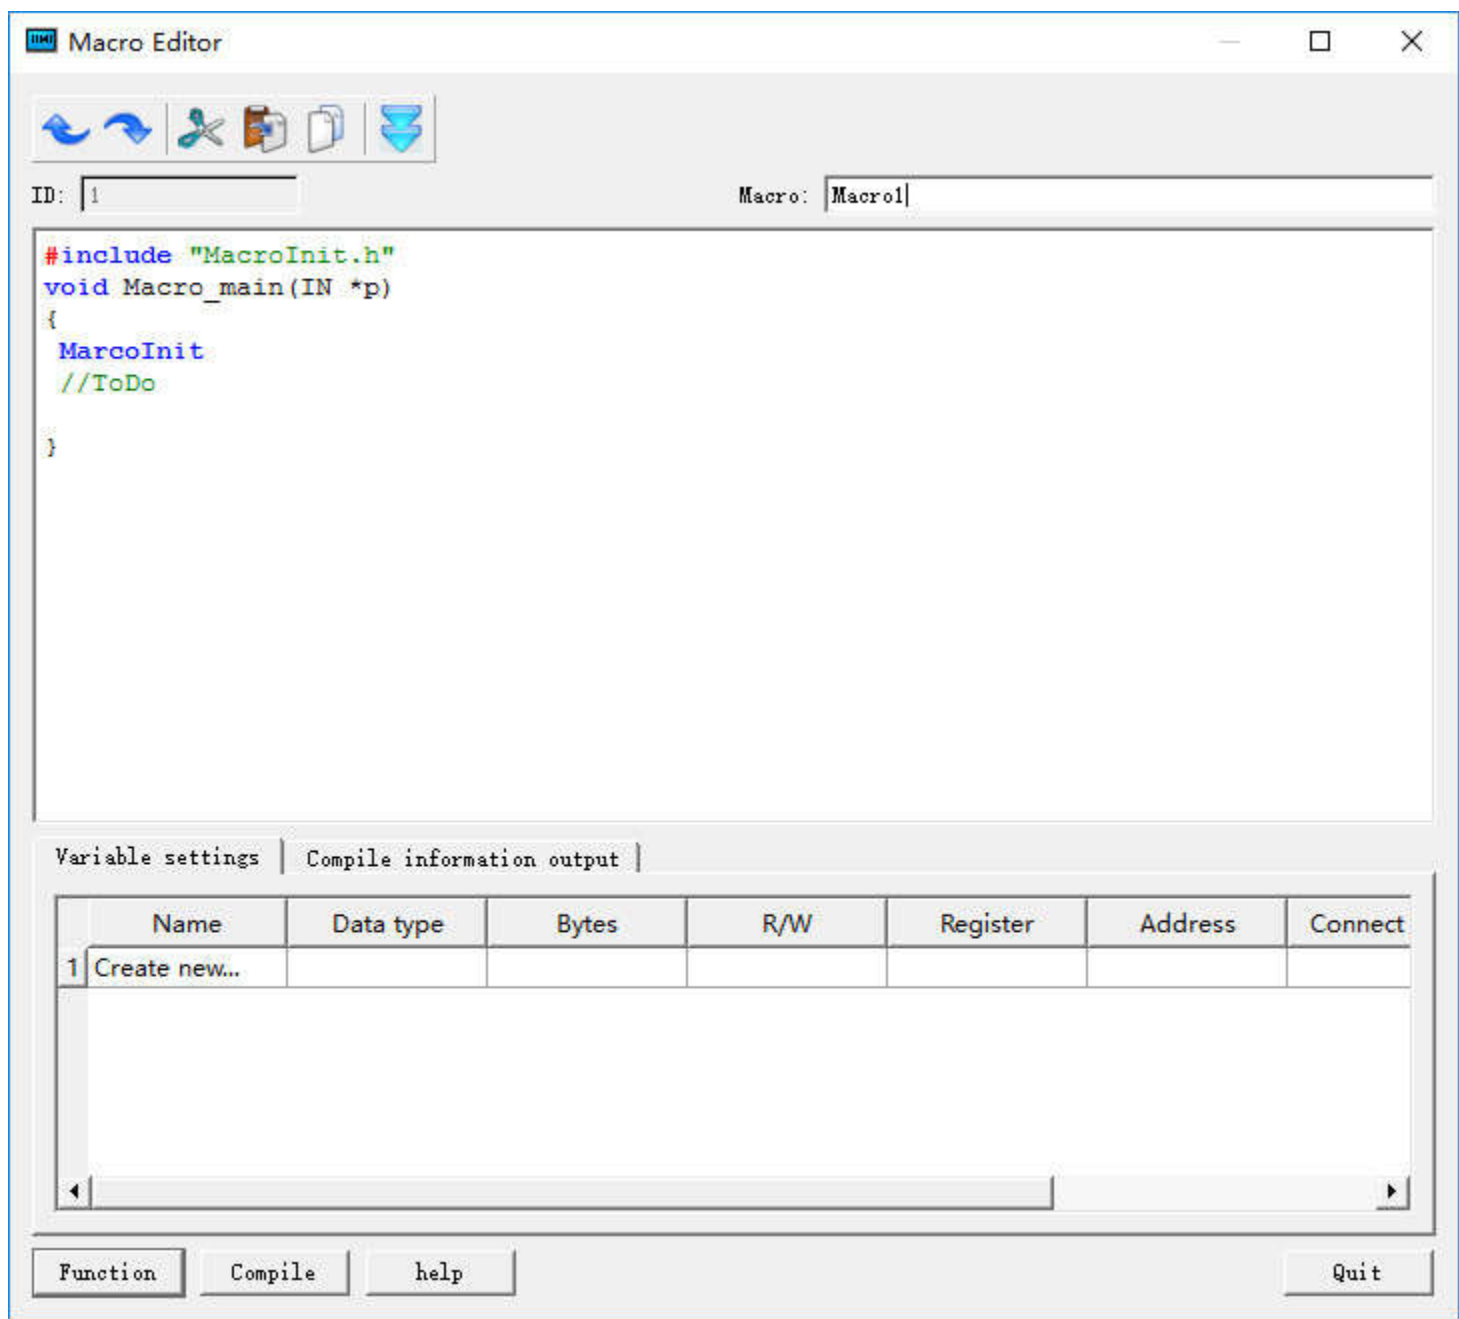 Macro Editor
ID: 1 Macro: Macro1
#include "MacroInit.h"
void Macro_main(IN *p)
{
MarcoInit
//ToDo
}
Variable settings Compile information output
Name Data type Bytes R/W Register Address Connect
1 Create new...
Function Compile help Quit